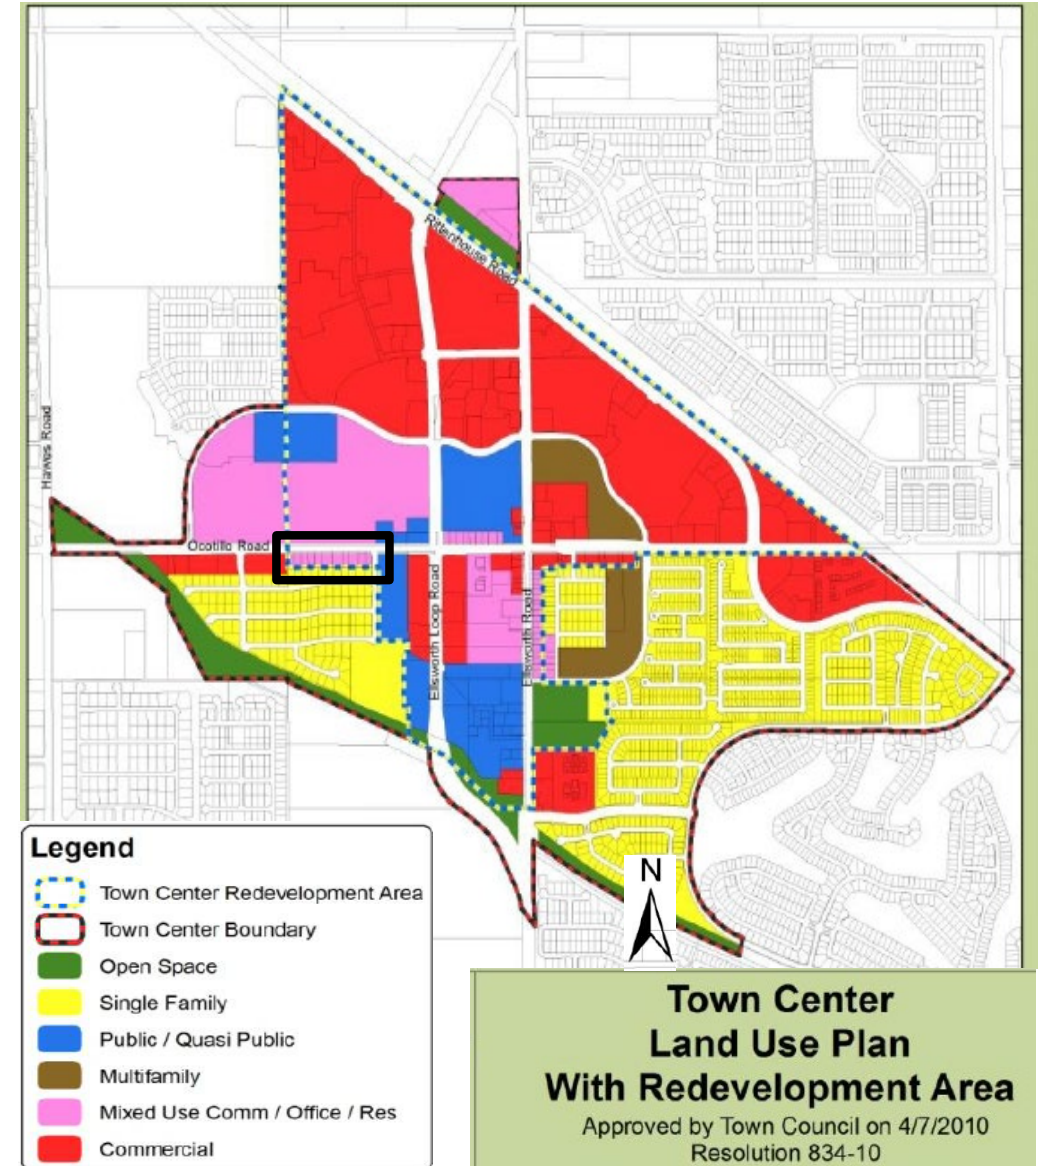 Rittenhouse Road
Hawes Road
Ocotillo Road
Ellsworth Loop Road
Ellsworth Road
Legend
Town Center Redevelopment Area
Town Center Boundary
Open Space
Single Family
Public / Quasi Public
Multifamily
Mixed Use Comm / Office / Res
Commercial
N
Town Center
Land Use Plan
With Redevelopment Area
Approved by Town Council on 4/7/2010
Resolution 834-10